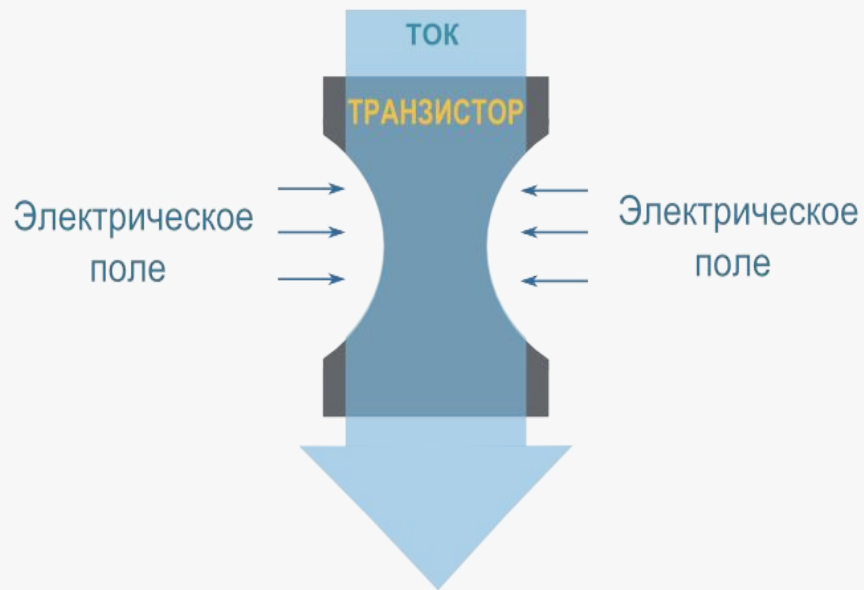 ТОК
ТРАНЗИСТОР
Электрическое
поле
Электрическое
поле